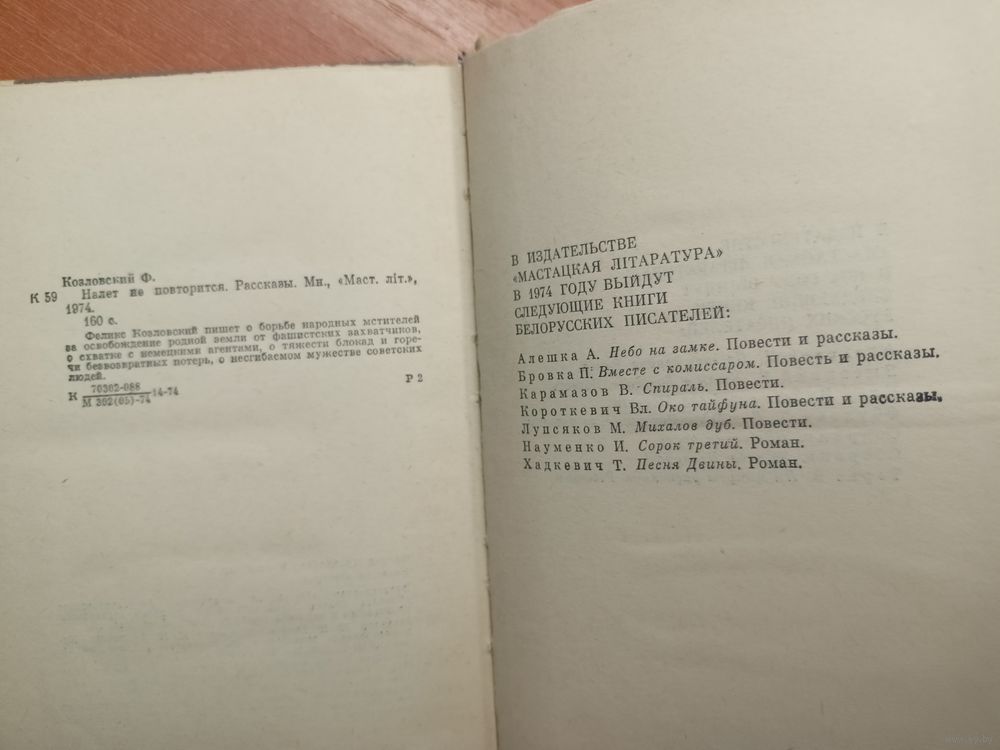 Козловский Ф.
К 59 Налет не повторится. Рассказы. Мн., «Маст. літ.»,
1974.
160 с.
Феликс Козловский пишет о борьбе народных мстителей
за освобождение родной земли от фашистских захватчиков,
о схватке с немецкими агентами, о тяжести блокад и горе-
чи безвозвратных потерь, о несгибаемом мужестве советских
людей.
К 70302-088
М 302(05)-74 14-74
Р 2
В ИЗДАТЕЛЬСТВЕ
«МАСТАЦКАЯ ЛІТАРАТУРА»
В 1974 ГОДУ ВЫЙДУТ
СЛЕДУЮЩИЕ КНИГИ
БЕЛОРУССКИХ ПИСАТЕЛЕЙ:
Алешка А. Небо на замке. Повести и рассказы.
Бровка П. Вместе с комиссаром. Повесть и рассказы.
Карамазов В. Спираль. Повести.
Короткевич Вл. Око тайфуна. Повести и рассказы.
Лупсяков М. Михалов дуб. Повести.
Науменко И. Сорок третий. Роман.
Хадкевич Т. Песня Двины. Роман.